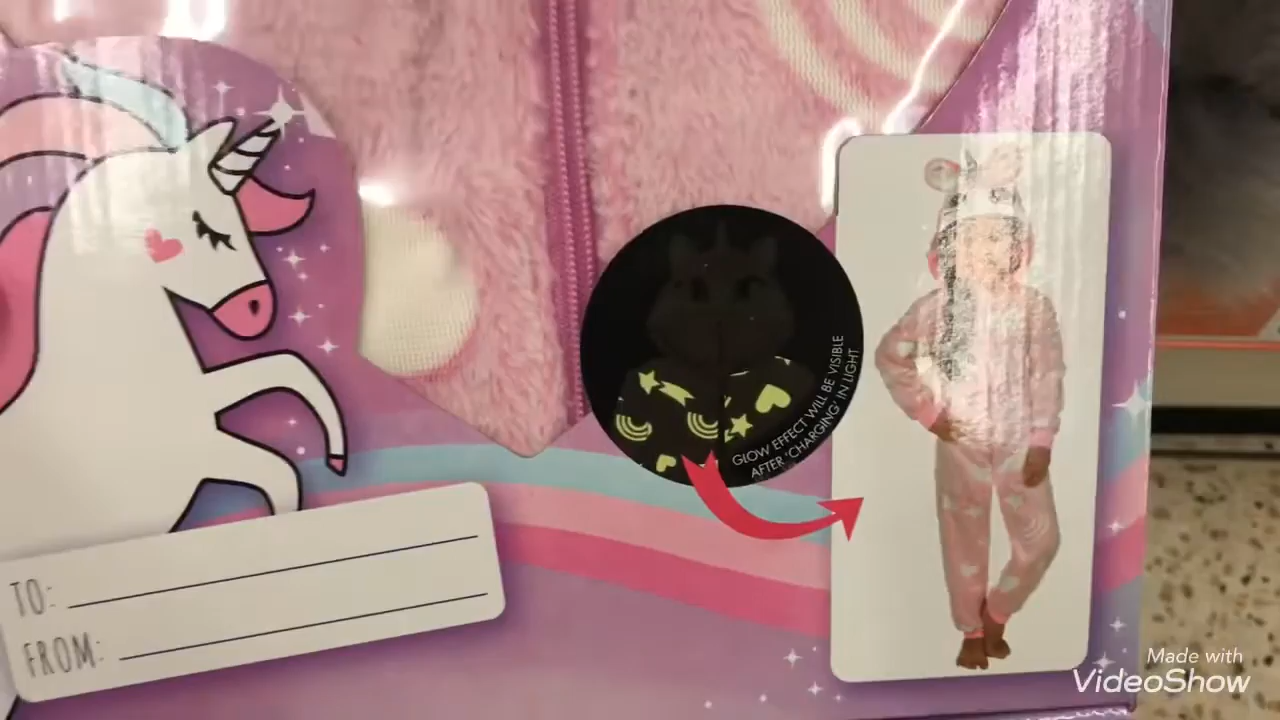 GLOW EFFECT WILL BE VISIBLE
AFTER 'CHARGING' IN LIGHT
TO:
FROM:
Made with
VideoShow